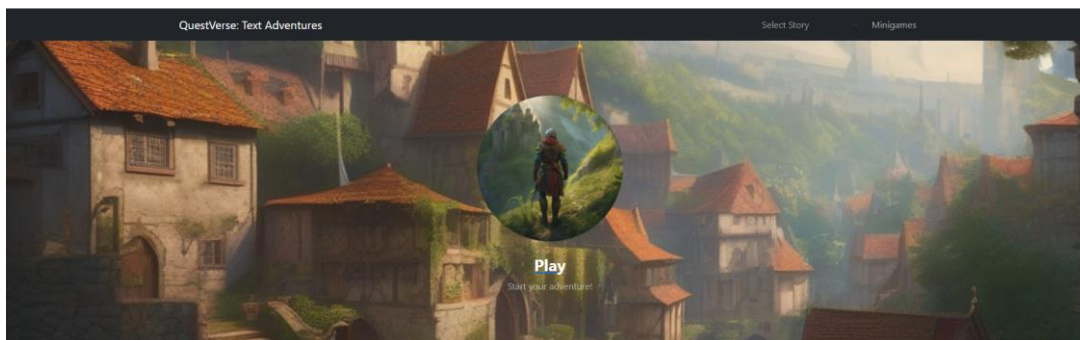 QuestVerse: Text Adventures
Select Story
Minigames
Play
Start your adventure!